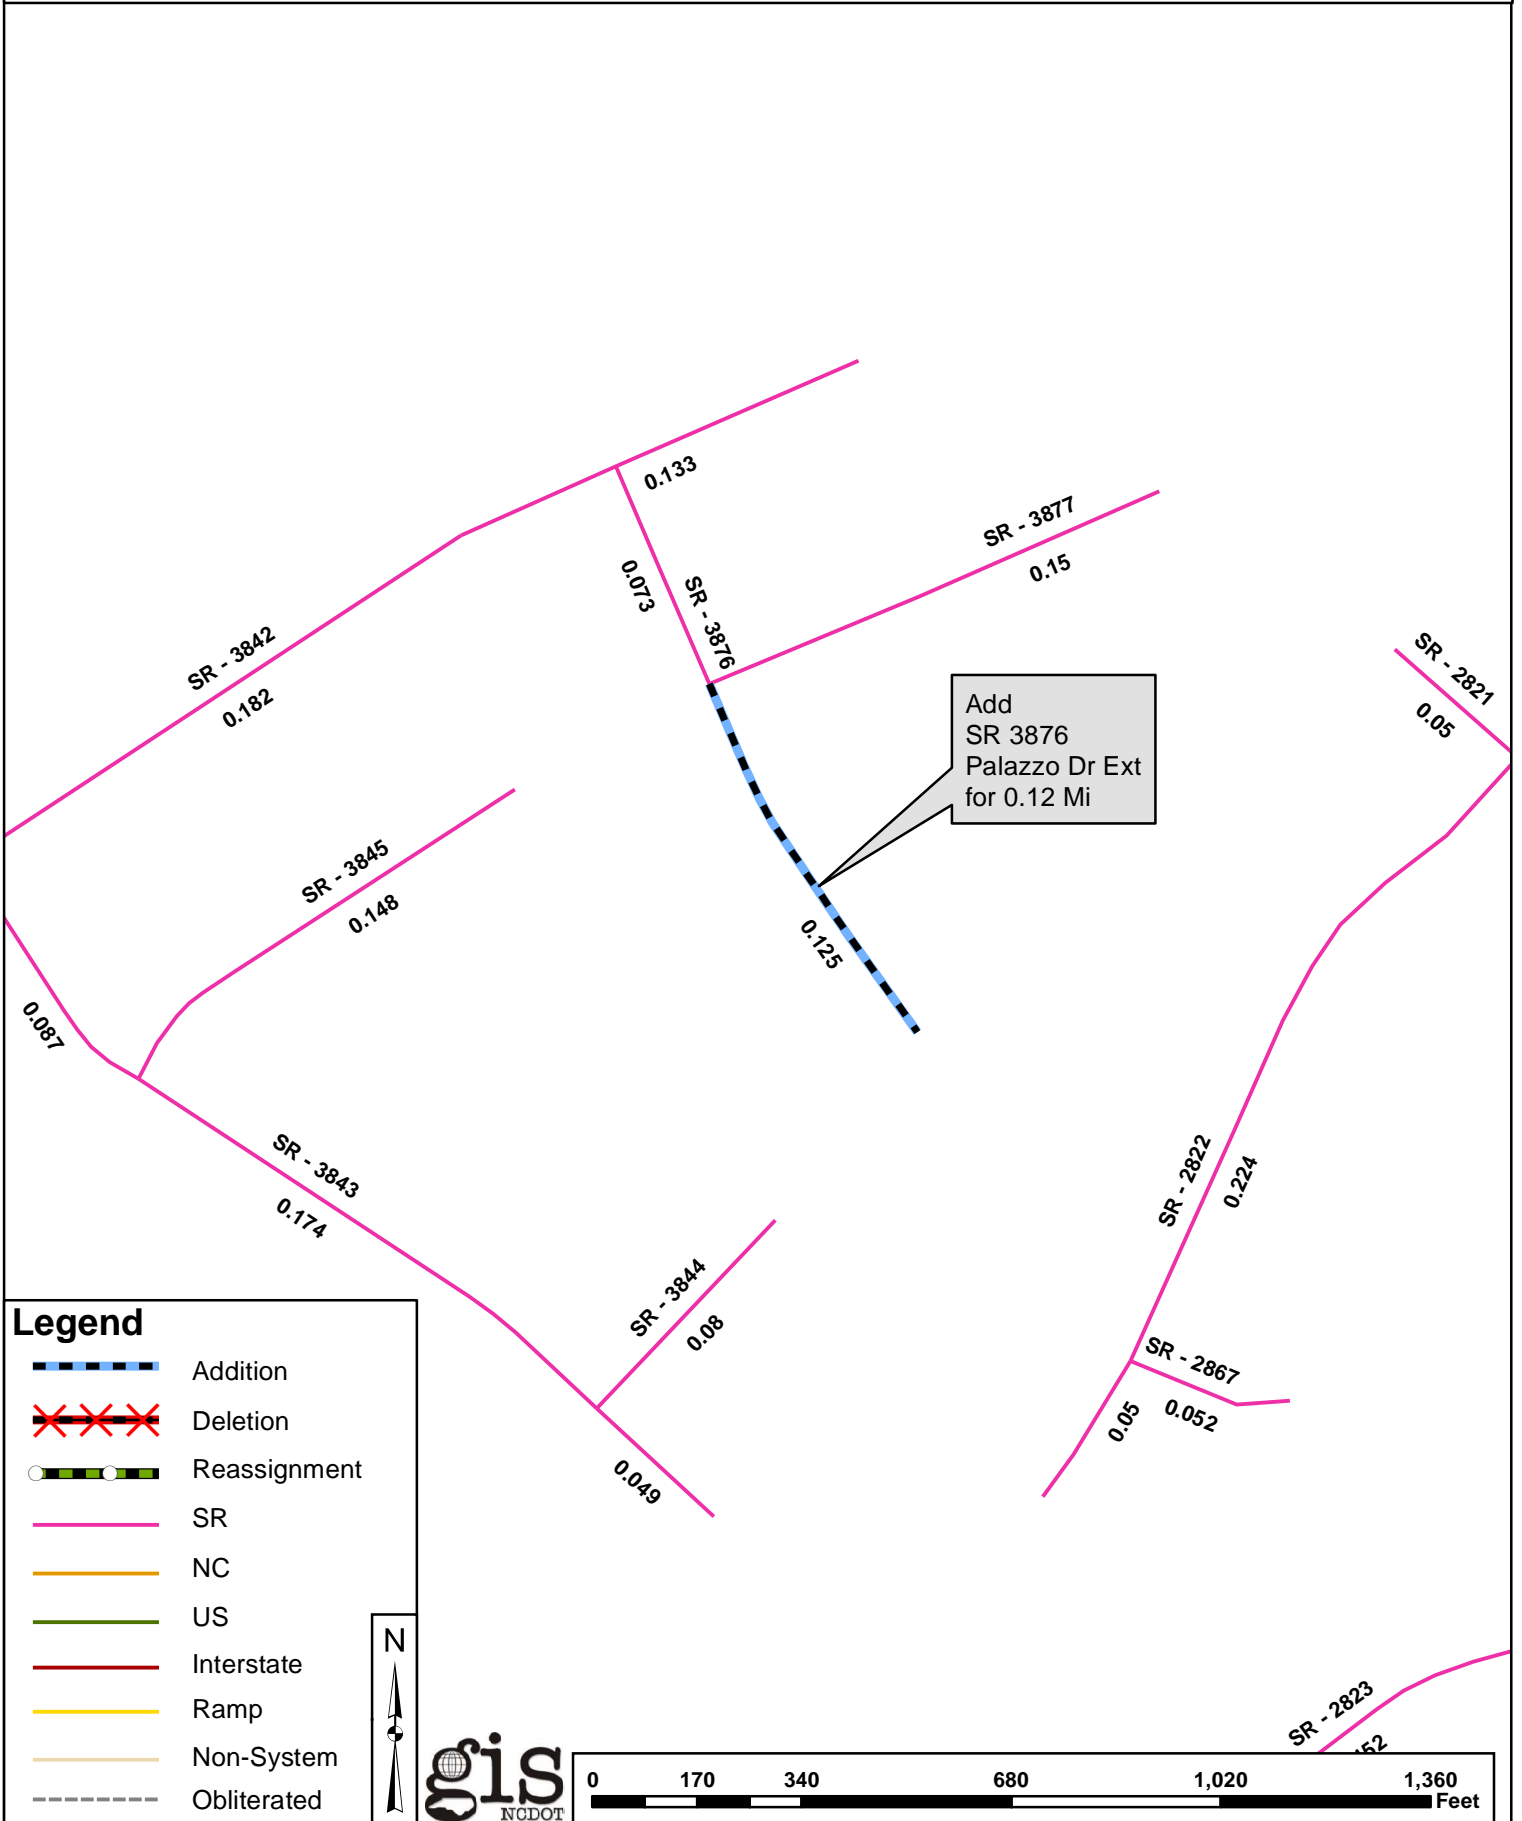 0.133
SR - 3877
0.15
0.073
SR - 3876
SR - 3842
0.182
SR - 2821
0.05
Add
SR 3876
Palazzo Dr Ext
for 0.12 Mi
SR - 3845
0.148
0.125
0.087
SR - 3843
0.174
SR - 2822
0.224
SR - 3844
0.08
SR - 2867
0.052
0.05
0.049
SR - 2823
Legend
Addition
Deletion
Reassignment
SR
NC
US
Interstate
Ramp
Non-System
Obliterated
N
gis
NCDOT
0 170 340 680 1,020 1,360
Feet